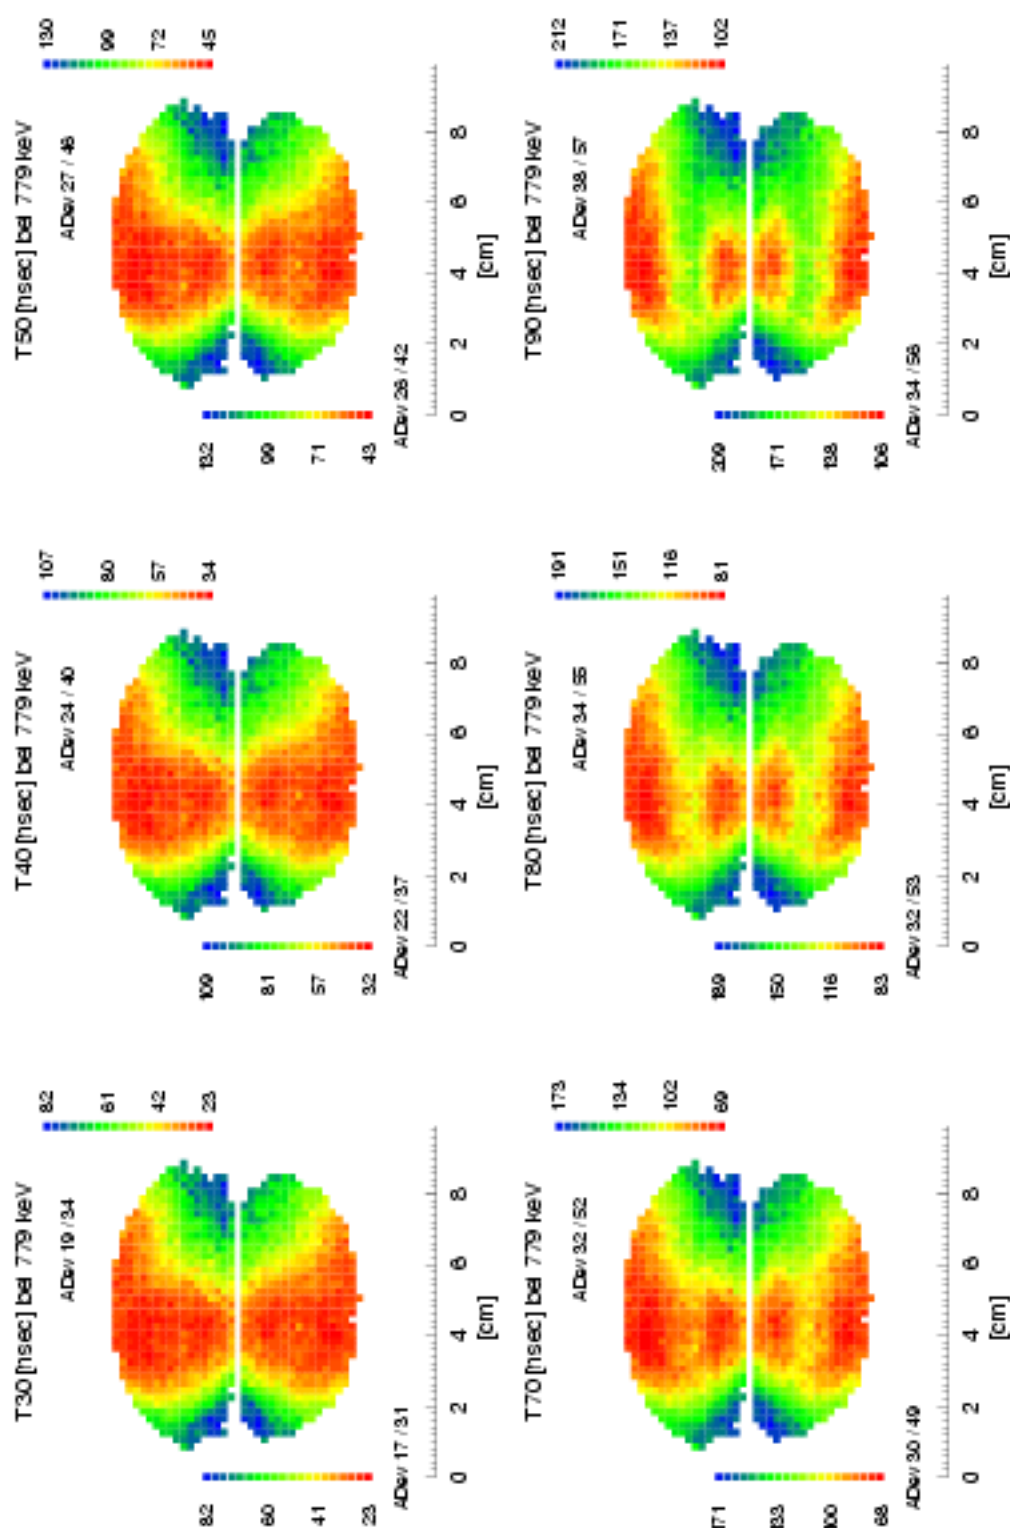 T30 [nsec] bei 779 keV
82
61
42
23
ADev 19 / 34
82
60
41
23
ADev 17 / 31
0 2 4 6 8
[cm]
T40 [nsec] bei 779 keV
107
80
57
34
ADev 24 / 40
109
81
57
32
ADev 22 / 37
0 2 4 6 8
[cm]
T50 [nsec] bei 779 keV
130
99
72
45
ADev 27 / 46
132
99
71
43
ADev 26 / 42
0 2 4 6 8
[cm]
T70 [nsec] bei 779 keV
173
134
102
69
ADev 32 / 52
171
133
100
68
ADev 30 / 49
0 2 4 6 8
[cm]
T80 [nsec] bei 779 keV
191
151
116
81
ADev 34 / 55
189
150
116
83
ADev 32 / 53
0 2 4 6 8
[cm]
T90 [nsec] bei 779 keV
212
171
137
102
ADev 38 / 57
209
171
138
106
ADev 34 / 56
0 2 4 6 8
[cm]